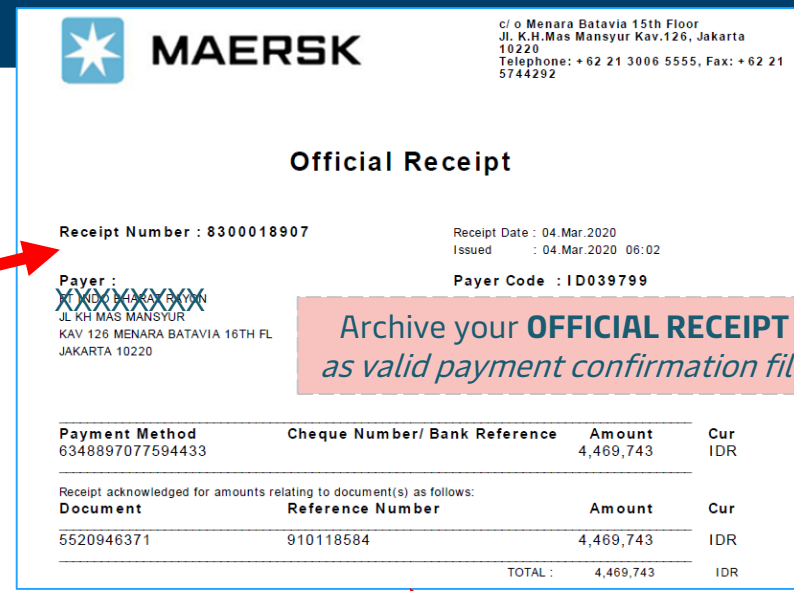 MAERSK
c/ o Menara Batavia 15th Floor
Jl. K.H.Mas Mansyur Kav.126, Jakarta
10220
Telephone: + 62 21 3006 5555, Fax: + 62 21
5744292
Official Receipt
Receipt Number : 8300018907
Receipt Date : 04.Mar.2020
Issued : 04.Mar.2020 06:02
Payer :
Payer Code : ID039799
XXXXXXXXXX
PT INDO BHARAT RAYON
JL KH MAS MANSYUR
KAV 126 MENARA BATAVIA 16TH FL
JAKARTA 10220
Archive your OFFICIAL RECEIPT
as valid payment confirmation fil
Payment Method Cheque Number/ Bank Reference Amount Cur
6348897077594433 4,469,743 IDR
Receipt acknowledged for amounts relating to document(s) as follows:
Document Reference Number Amount Cur
5520946371 910118584 4,469,743 IDR
TOTAL : 4,469,743 IDR